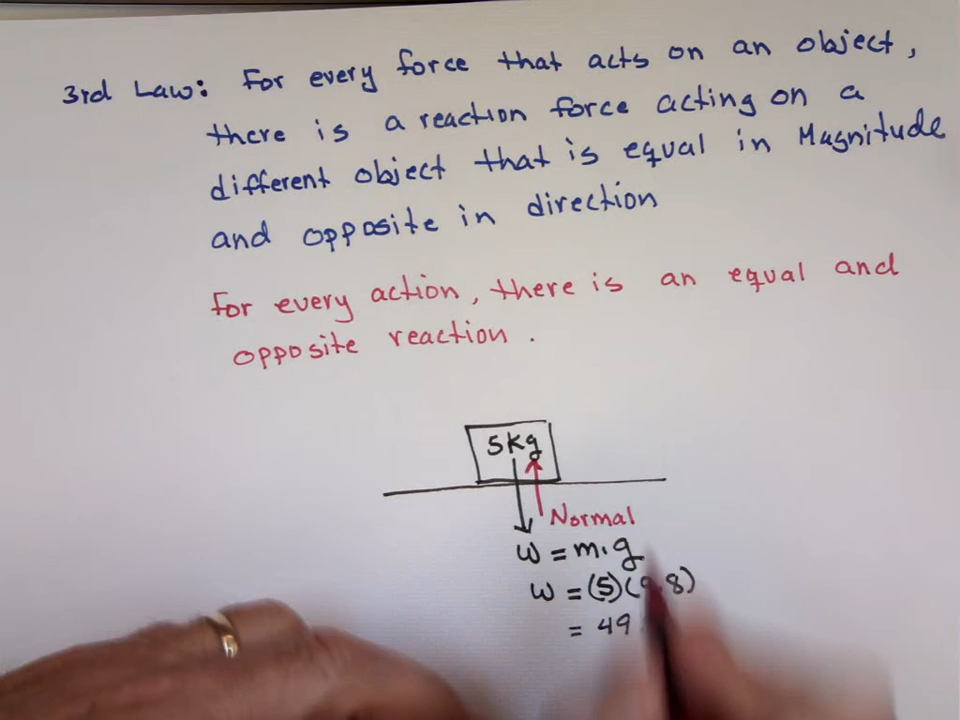 3rd Law: For every force that acts on an object,
there is a reaction force acting on a
different object that is equal in Magnitude
and opposite in direction
For every action, there is an equal and
opposite reaction.
5kg
Normal
W = m.g
W = (5)(9.8)
= 49